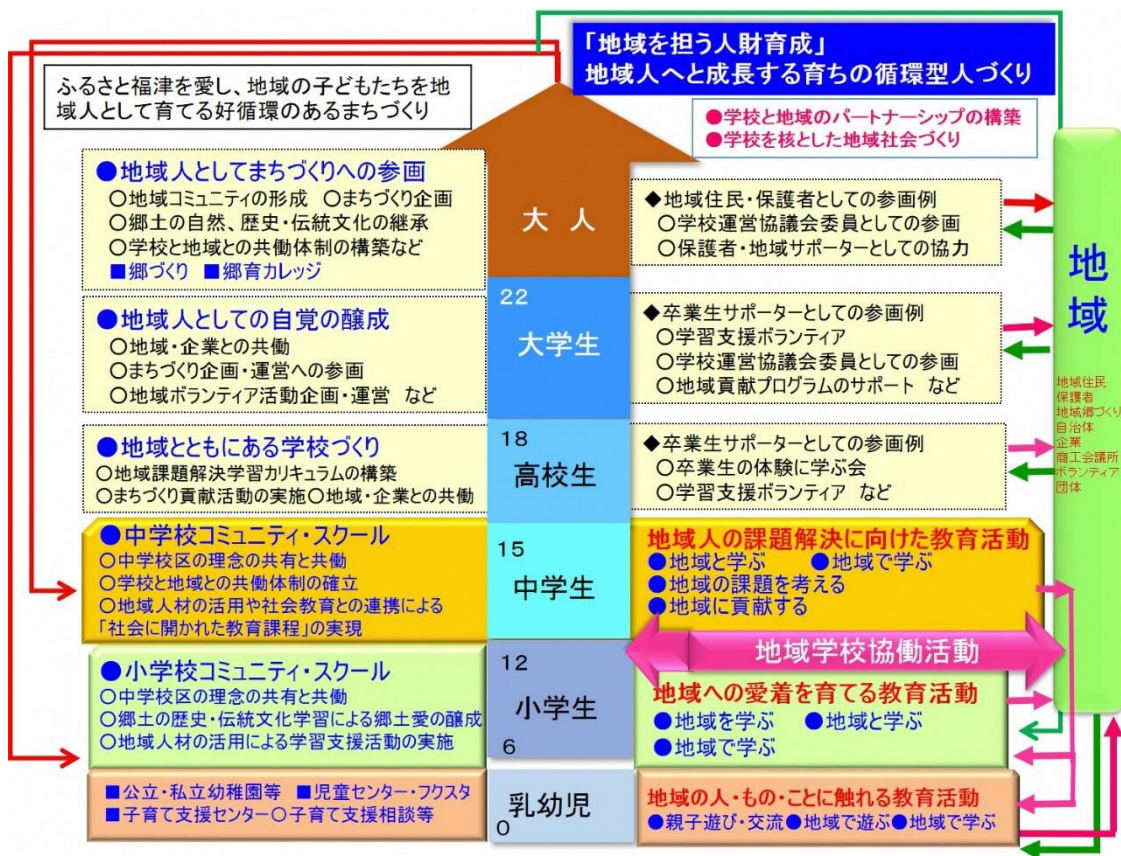 「地域を担う人財育成」
地域人へと成長する育ちの循環型人づくり
ふるさと福津を愛し、地域の子どもたちを地
域人として育てる好循環のあるまちづくり
●学校と地域のパートナーシップの構築
●学校を核とした地域社会づくり
●地域人としてまちづくりへの参画
○地域コミュニティの形成 ○まちづくり企画
○郷土の自然、歴史・伝統文化の継承
○学校と地域との共働体制の構築など
■郷づくり ■郷育カレッジ
大 人
◆地域住民・保護者としての参画例
○学校運営協議会委員としての参画
○保護者・地域サポーターとしての協力
●地域人としての自覚の醸成
○地域・企業との共働
○まちづくり企画・運営への参画
○地域ボランティア活動企画・運営 など
22
大学生
◆卒業生サポーターとしての参画例
○学習支援ボランティア
○学校運営協議会委員としての参画
○地域貢献プログラムのサポート など
●地域とともにある学校づくり
○地域課題解決学習カリキュラムの構築
○まちづくり貢献活動の実施○地域・企業との共働
18
高校生
◆卒業生サポーターとしての参画例
○卒業生の体験に学ぶ会
○学習支援ボランティア など
●中学校コミュニティ・スクール
○中学校区の理念の共有と共働
○学校と地域との共働体制の確立
○地域人材の活用や社会教育との連携による
「社会に開かれた教育課程」の実現
15
中学生
地域人の課題解決に向けた教育活動
●地域と学ぶ ●地域で学ぶ
●地域の課題を考える
●地域に貢献する
地域学校協働活動
●小学校コミュニティ・スクール
○中学校区の理念の共有と共働
○郷土の歴史・伝統文化学習による郷土愛の醸成
○地域人材の活用による学習支援活動の実施
12
小学生
6
地域への愛着を育てる教育活動
●地域を学ぶ ●地域と学ぶ
●地域で学ぶ
■公立・私立幼稚園等 ■児童センター・フクスタ
■子育て支援センター○子育て支援相談等
乳幼児
0
地域の人・もの・ことに触れる教育活動
●親子遊び・交流●地域で遊ぶ●地域で学ぶ
地域
地域住民
保護者
地域郷づくり
自治体
企業
商工会議所
ボランティア
団体